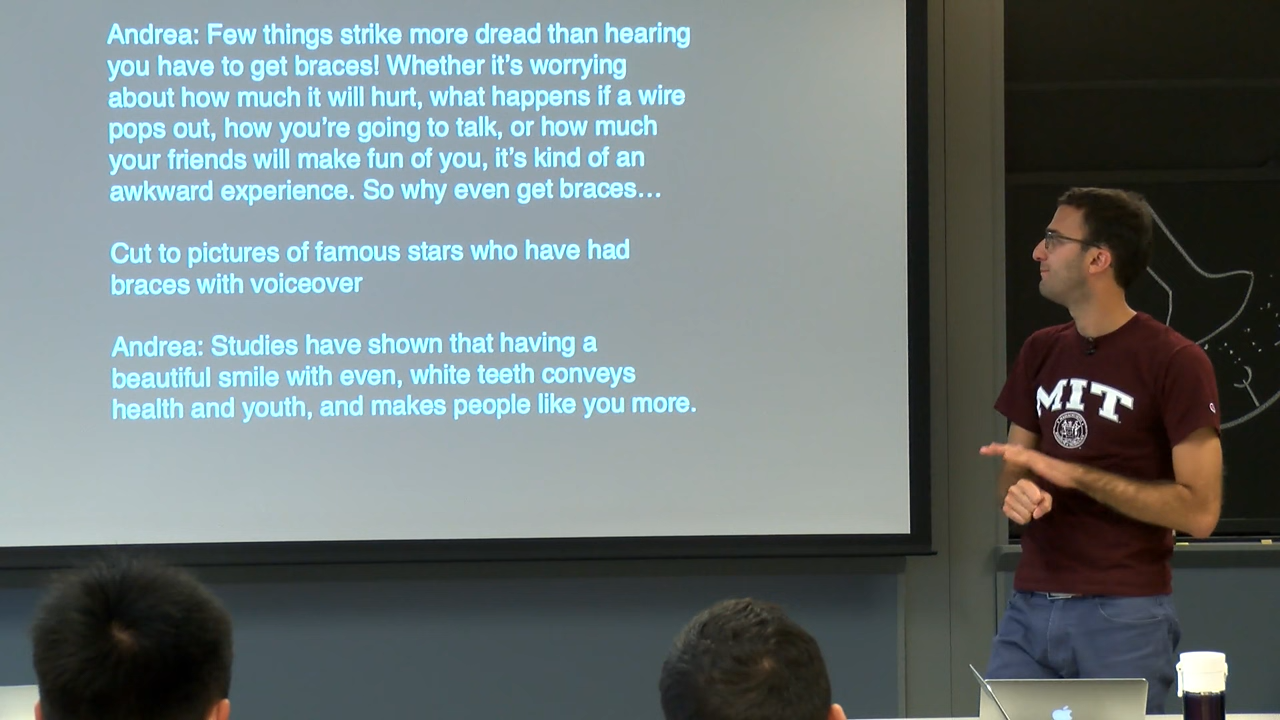 Andrea: Few things strike more dread than hearing
you have to get braces! Whether it's worrying
about how much it will hurt, what happens if a wire
pops out, how you're going to talk, or how much
your friends will make fun of you, it's kind of an
awkward experience. So why even get braces...
Cut to pictures of famous stars who have had
braces with voiceover
Andrea: Studies have shown that having a
beautiful smile with even, white teeth conveys
health and youth, and makes people like you more.
MIT